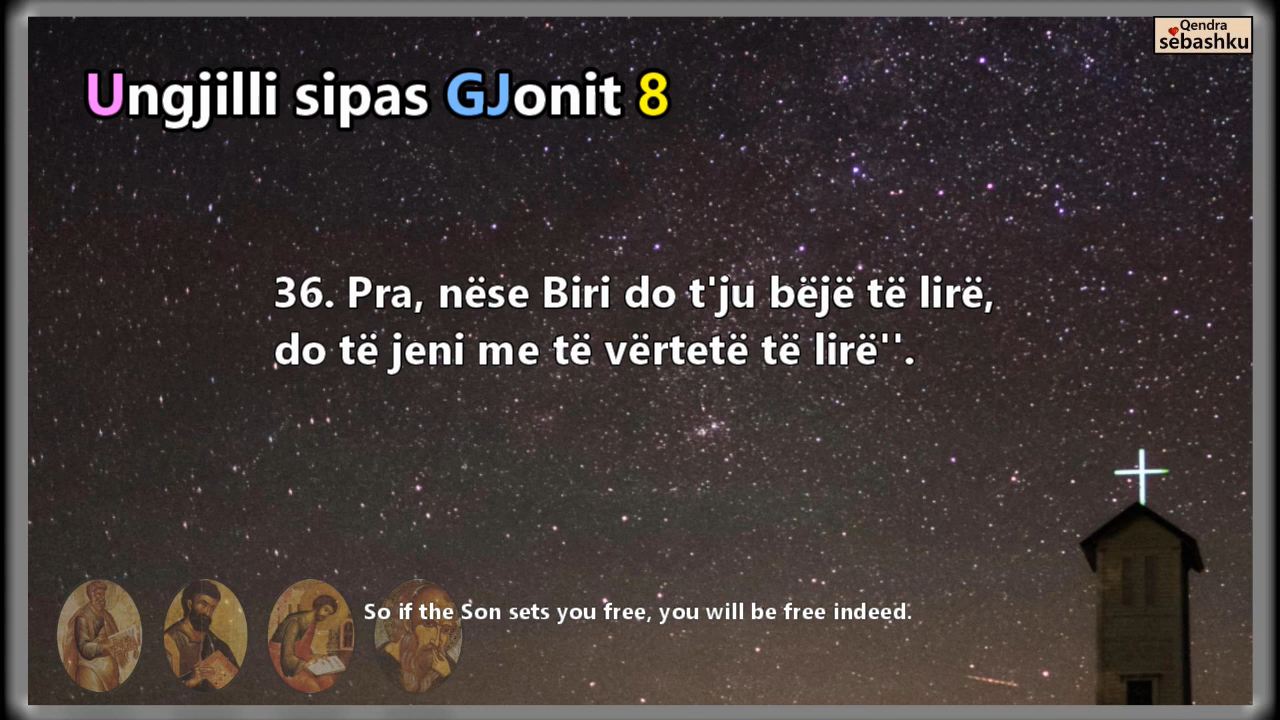 Qendra
sebashku
Ungjilli sipas GJonit 8
36. Pra, nëse Biri do t'ju bëjë të lirë,
do të jeni me të vërtetë të lirë''.
So if the Son sets you free, you will be free indeed.